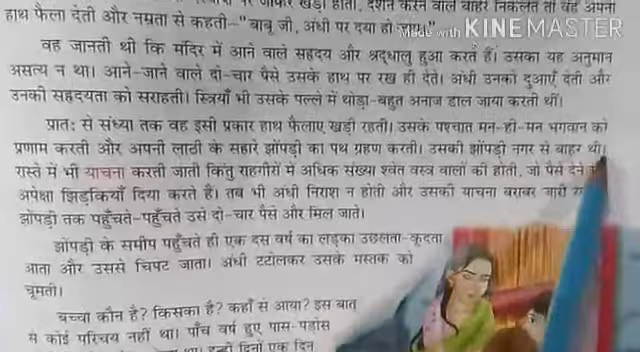 Made with KINEMASTER
हाथ फैला देती और नम्रता से कहती–"बाबू जी, अंधी पर दया हो जाए।"
वह जानती थी कि मंदिर में आने वाले सहृदय और श्रद्धालु हुआ करते हैं। उसका यह अनुमान
असत्य न था। आने-जाने वाले दो-चार पैसे उसके हाथ पर रख ही देते। अंधी उनको दुआएँ देती और
उनकी सहृदयता को सराहती। स्त्रियाँ भी उसके पल्ले में थोड़ा-बहुत अनाज डाल जाया करती थीं।
प्रातः से संध्या तक वह इसी प्रकार हाथ फैलाए खड़ी रहती। उसके पश्चात मन-ही-मन भगवान को
प्रणाम करती और अपनी लाठी के सहारे झोंपड़ी का पथ ग्रहण करती। उसकी झोंपड़ी नगर से बाहर थी।
रास्ते में भी याचना करती जाती किंतु राहगीरों में अधिक संख्या श्वेत वस्त्र वालों की होती, जो पैसे देने
अपेक्षा झिड़कियाँ दिया करते है। तब भी अंधी निराश न होती और उसकी याचना बराबर जारी
झोंपड़ी तक पहुँचते-पहुँचते उसे दो-चार पैसे और मिल जाते।
झोंपड़ी के समीप पहुँचते ही एक दस वर्ष का लड़का उछलता-कूदता
आता और उससे चिपट जाता। अंधी टटोलकर उसके मस्तक को
चूमती।
बच्चा कौन है? किसका है? कहाँ से आया? इस बात
से कोई परिचय नहीं था। पाँच वर्ष हुए पास-पड़ोस
इन्हीं दिनों एक दिन